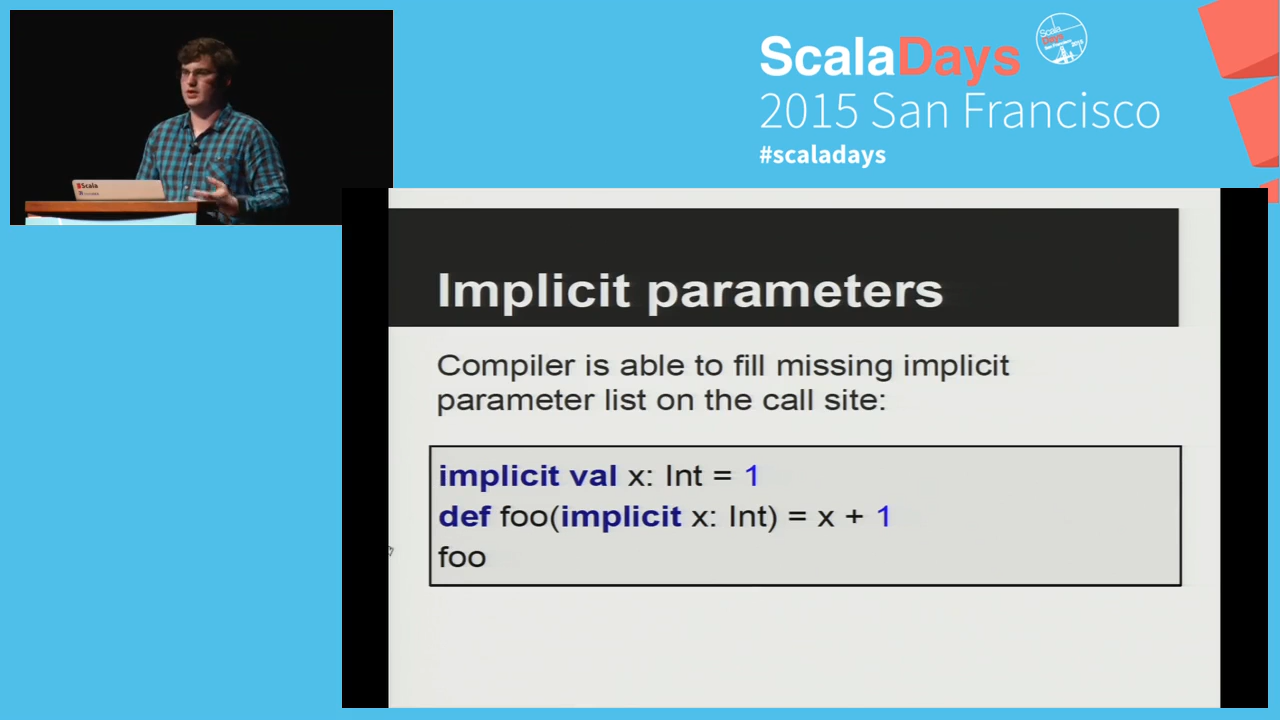 ScalaDays
2015 San Francisco
#scaladays
Scala
Implicit parameters
Compiler is able to fill missing implicit
parameter list on the call site:
implicit val x: Int = 1
def foo(implicit x: Int) = x + 1
foo